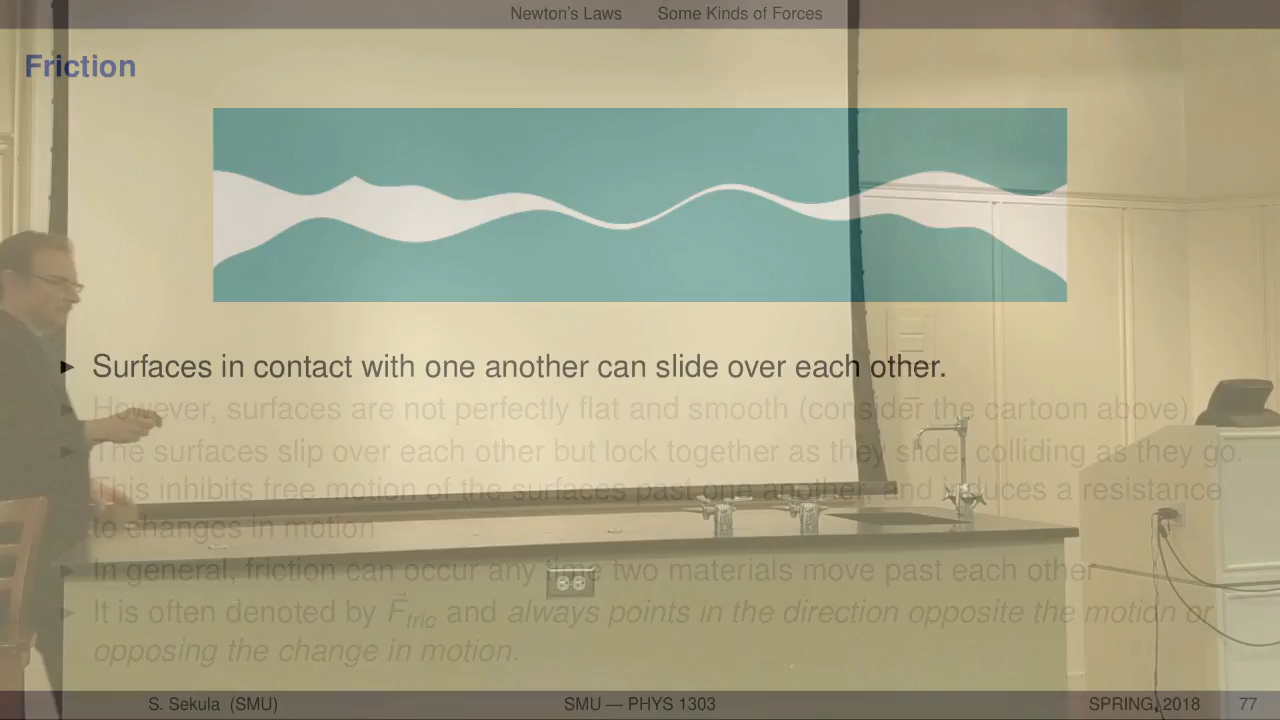 Newton's Laws Some Kinds of Forces
Friction
Surfaces in contact with one another can slide over each other.
However, surfaces are not perfectly flat and smooth (consider the cartoon above)
The surfaces slip over each other but lock together as they slide, colliding as they go.
This inhibits free motion of the surfaces past one another, and induces a resistance
to changes in motion
In general, friction can occur any time two materials move past each other
It is often denoted by F⃗_fric and always points in the direction opposite the motion or
opposing the change in motion.
S. Sekula (SMU) SMU — PHYS 1303 SPRING, 2018 77